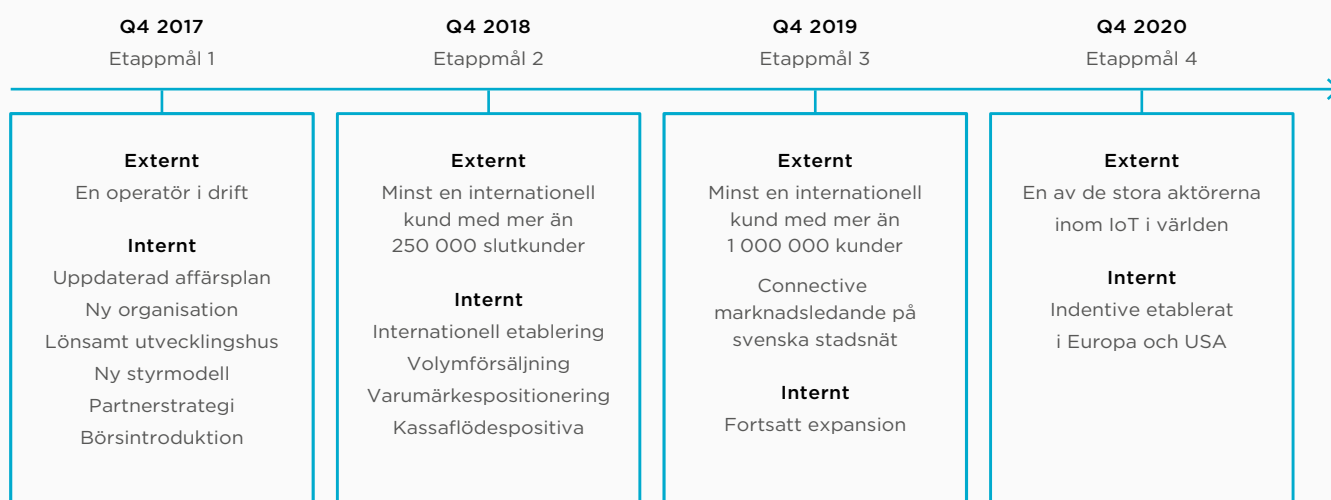 Q4 2017
Etappmål 1
Q4 2018
Etappmål 2
Q4 2019
Etappmål 3
Q4 2020
Etappmål 4
Externt
En operatör i drift
Internt
Uppdaterad affärsplan
Ny organisation
Lönsamt utvecklingshus
Ny styrmodell
Partnerstrategi
Börsintroduktion
Externt
Minst en internationell
kund med mer än
250 000 slutkunder
Internt
Internationell etablering
Volymförsäljning
Varumärkespositionering
Kassaflödespositiva
Externt
Minst en internationell
kund med mer än
1 000 000 kunder
Connective
marknadsledande på
svenska stadsnät
Internt
Fortsatt expansion
Externt
En av de stora aktörerna
inom IoT i världen
Internt
Indentive etablerat
i Europa och USA